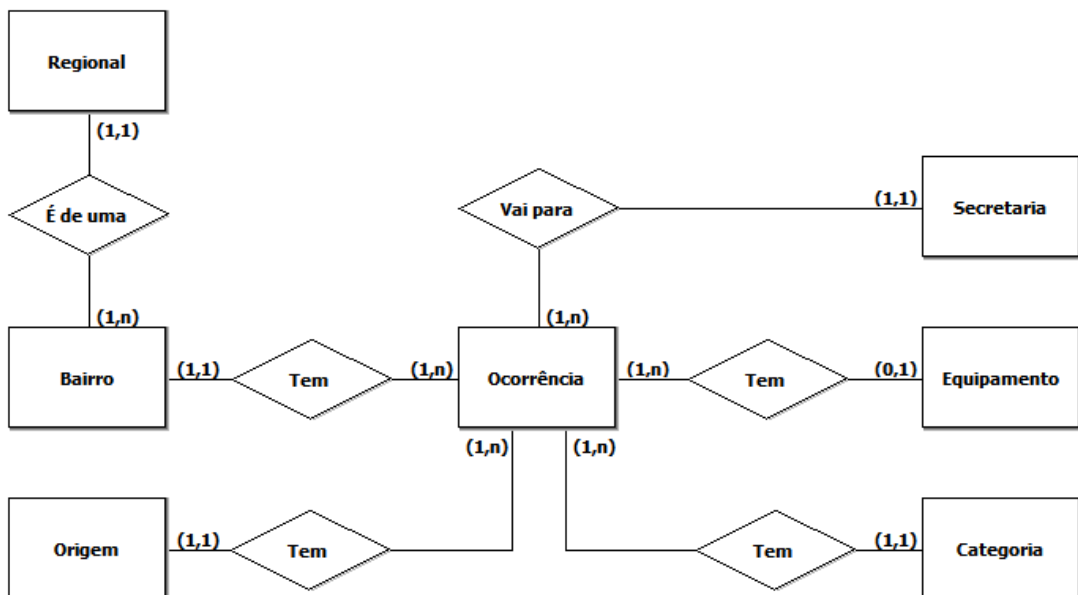 Regional
(1,1)
É de uma
(1,n)
Vai para
(1,1)
Secretaria
(1,n)
Bairro
(1,1)
Tem
(1,n)
Ocorrência
(1,n)
Tem
(0,1)
Equipamento
(1,n)
(1,n)
Origem
(1,1)
Tem
Tem
(1,1)
Categoria